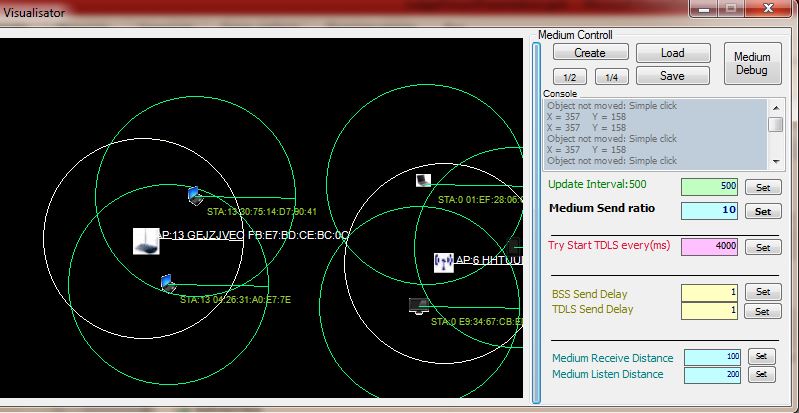 Visualisator
Medium Controll
Create
Load
Medium Debug
1/2
1/4
Save
Console
Object not moved: Simple click
X = 357 Y = 158
X = 357 Y = 158
Object not moved: Simple click
X = 357 Y = 158
Object not moved: Simple click
Update Interval:500
500
Set
Medium Send ratio
10
Set
Try Start TDLS every(ms)
4000
Set
BSS Send Delay
1
Set
TDLS Send Delay
1
Set
Medium Receive Distance
100
Set
Medium Listen Distance
200
Set
STA:13 30:75:14:D7:90:41
AP:13 GEJZJVEO FB:E7:BD:CE:BC:0C
STA:13 04:26:31:A0:E7:7E
STA:0 01:EF:28:06:
AP:6 HHTUUI
STA:0 E9:34:67:CB:E